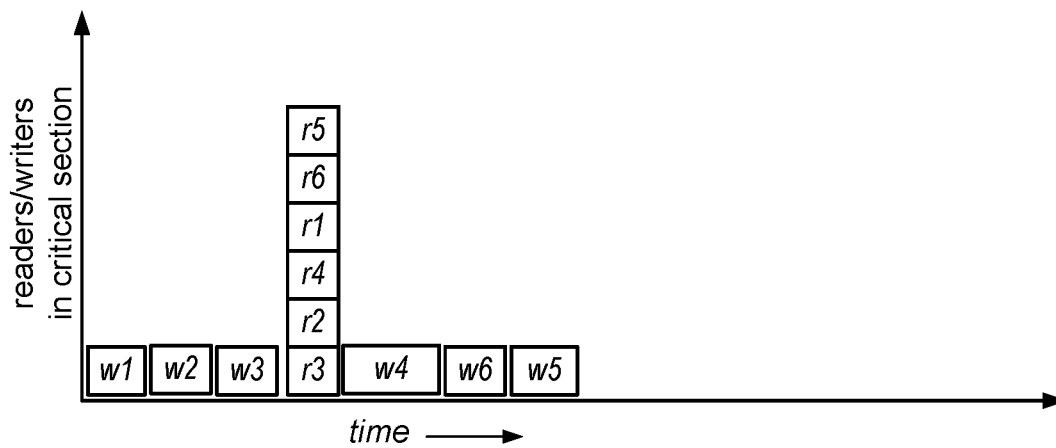 readers/writers
in critical section
r5
r6
r1
r4
r2
w1 w2 w3 r3 w4 w6 w5
time